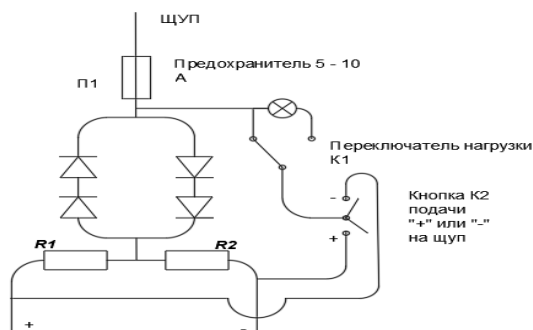 ЩУП
Предохранитель 5 - 10
А
П1
Переключатель нагрузки
К1
-
Кнопка К2
подачи
"+" или "-"
на щуп
+
R1
R2
+